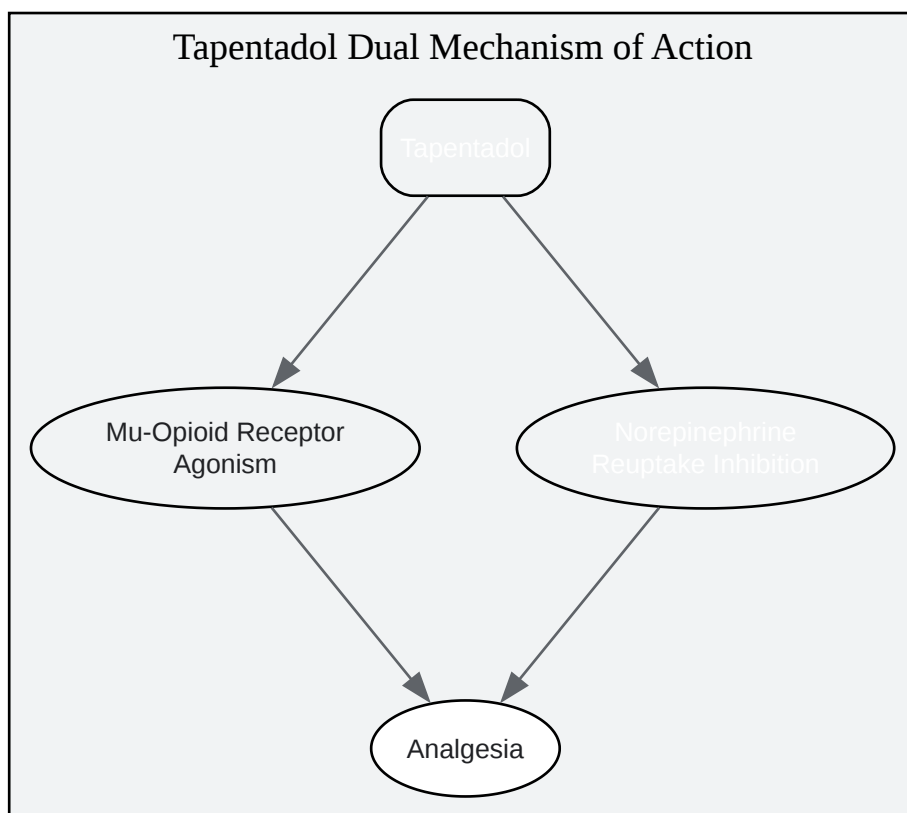 Tapentadol Dual Mechanism of Action
Tapentadol
Mu-Opioid Receptor
Agonism
Norepinephrine
Reuptake Inhibition
Analgesia